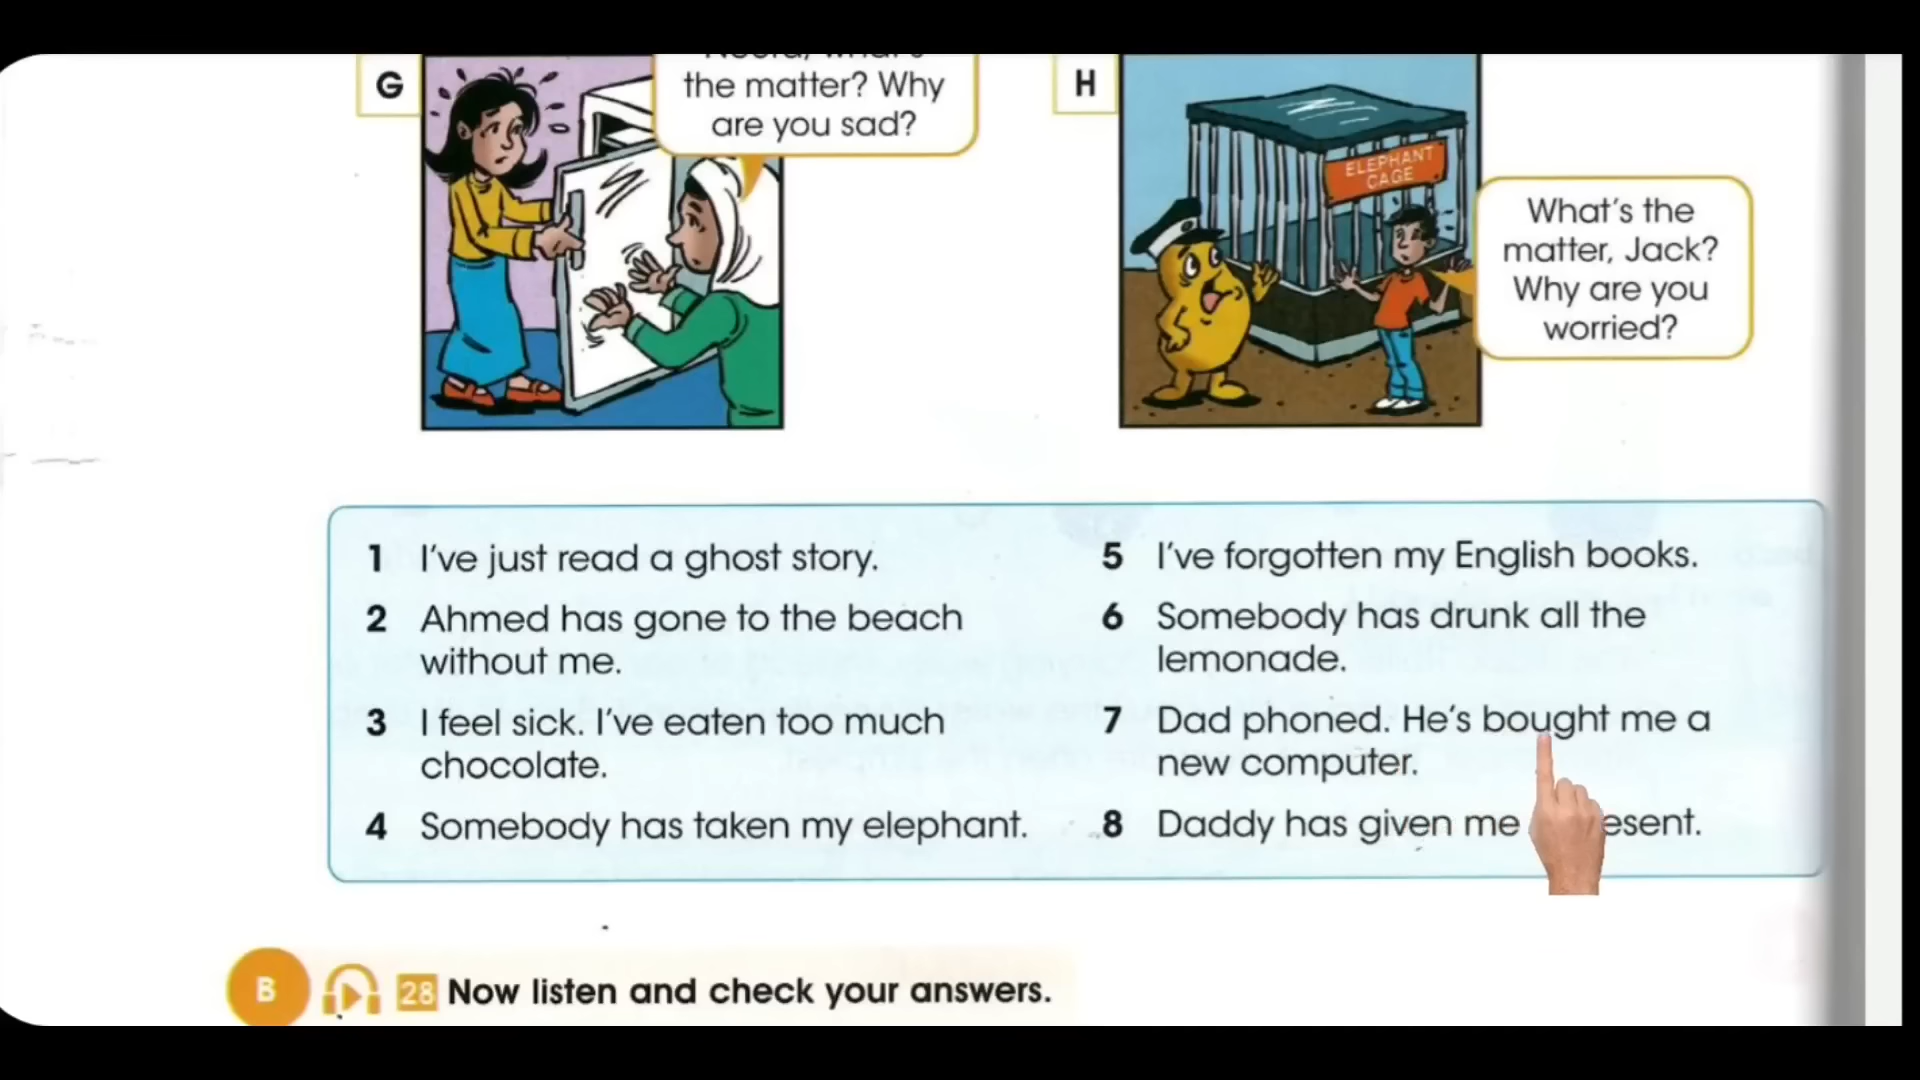 G
the matter? Why
are you sad?
H
ELEPHANT
CAGE
What's the
matter, Jack?
Why are you
worried?
1 I've just read a ghost story.
2 Ahmed has gone to the beach
without me.
3 I feel sick. I've eaten too much
chocolate.
4 Somebody has taken my elephant.
5 I've forgotten my English books.
6 Somebody has drunk all the
lemonade.
7 Dad phoned. He's bought me a
new computer.
8 Daddy has given me
B 28 Now listen and check your answers.